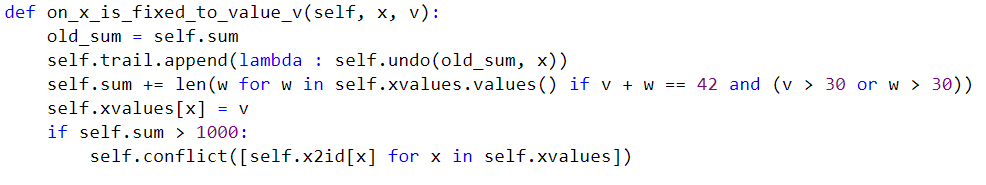 def on_x_is_fixed_to_value_v(self, x, v):
    old_sum = self.sum
    self.trail.append(lambda : self.undo(old_sum, x))
    self.sum += len(w for w in self.xvalues.values() if v + w == 42 and (v > 30 or w > 30))
    self.xvalues[x] = v
    if self.sum > 1000:
        self.conflict([self.x2id[x] for x in self.xvalues])